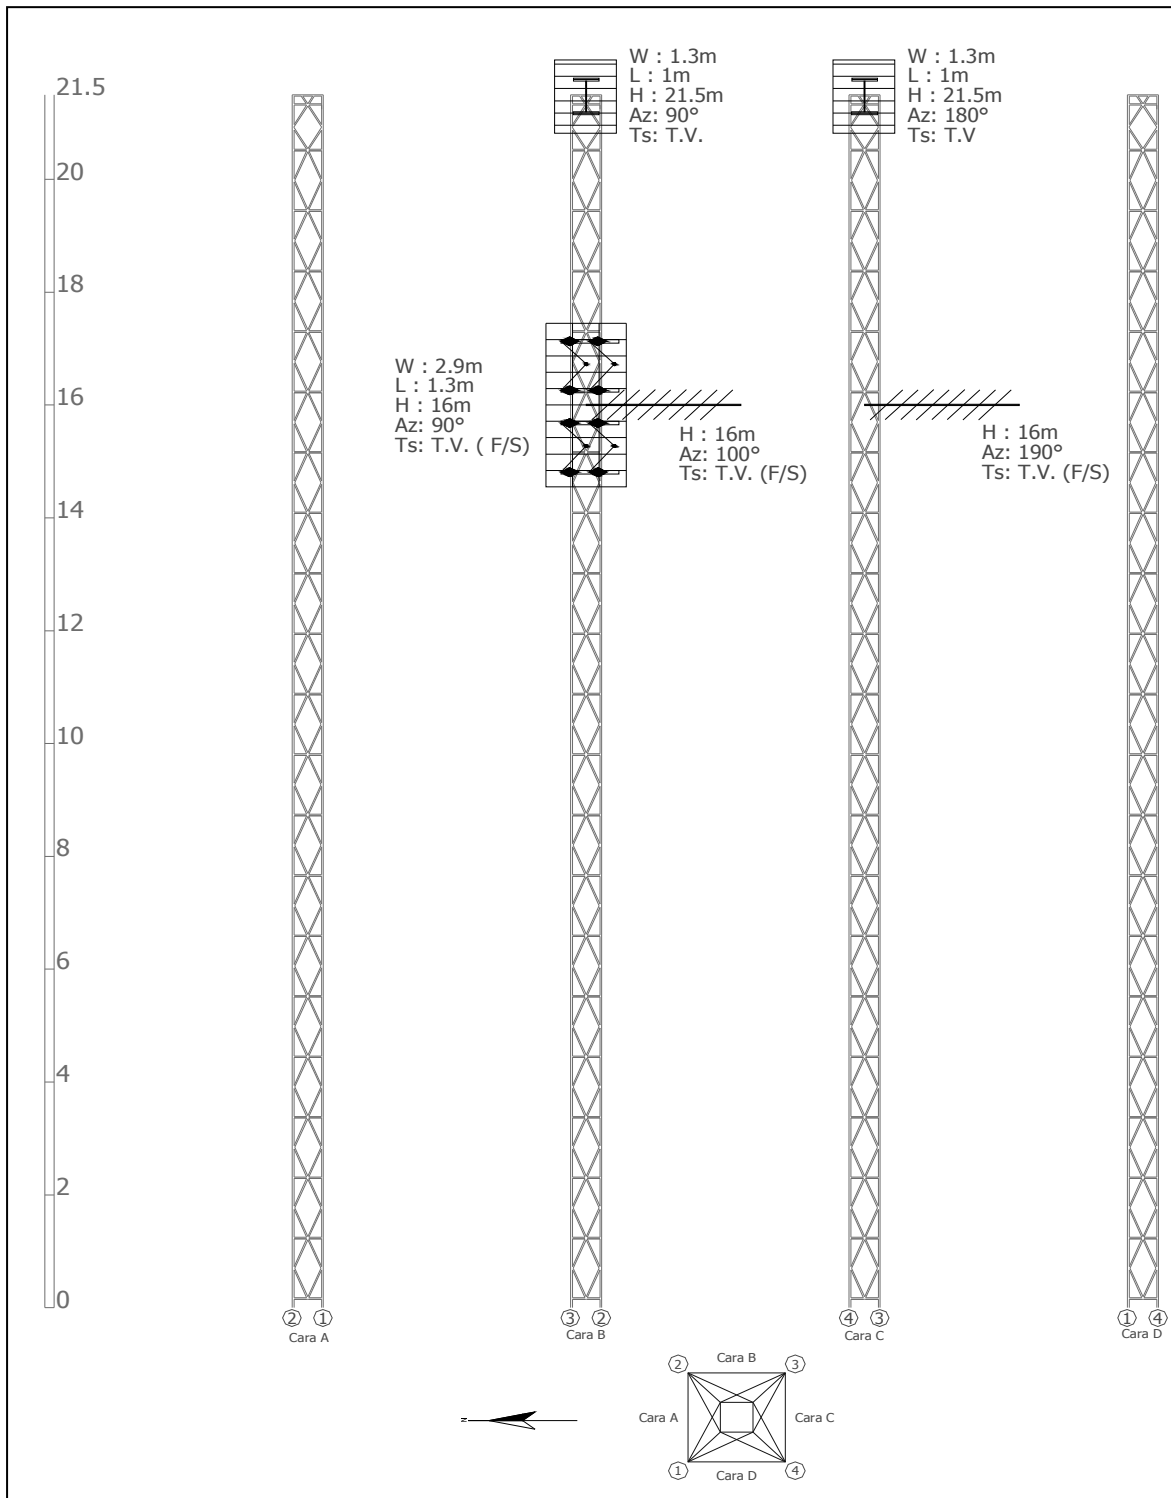 W : 1.3m
L : 1m
H : 21.5m
Az: 90°
Ts: T.V.
W : 1.3m
L : 1m
H : 21.5m
Az: 180°
Ts: T.V
21.5
20
18
16
14
12
10
8
6
4
2
0
W : 2.9m
L : 1.3m
H : 16m
Az: 90°
Ts: T.V. ( F/S)
H : 16m
Az: 100°
Ts: T.V. (F/S)
H : 16m
Az: 190°
Ts: T.V. (F/S)
2 1
Cara A
3 2
Cara B
4 3
Cara C
1 4
Cara D
2 Cara B 3
Cara A Cara C
N
1 Cara D 4